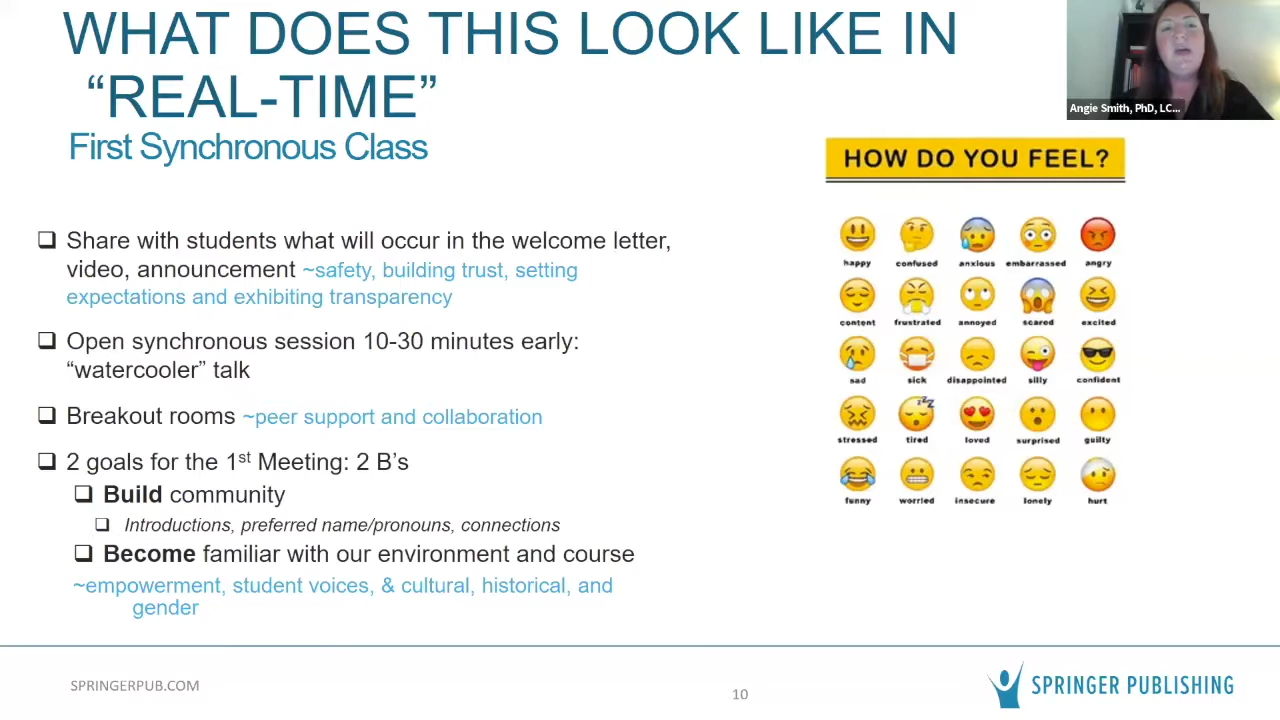 WHAT DOES THIS LOOK LIKE IN
“REAL-TIME”
First Synchronous Class
Angie Smith, PhD, LC...
HOW DO YOU FEEL?
❑ Share with students what will occur in the welcome letter,
video, announcement ~safety, building trust, setting
expectations and exhibiting transparency
❑ Open synchronous session 10-30 minutes early:
“watercooler” talk
❑ Breakout rooms ~peer support and collaboration
❑ 2 goals for the 1st Meeting: 2 B’s
❑ Build community
❑ Introductions, preferred name/pronouns, connections
❑ Become familiar with our environment and course
~empowerment, student voices, & cultural, historical, and
gender
happy confused anxious embarrassed angry
content frustrated annoyed scared excited
sad sick disappointed silly confident
stressed tired loved surprised guilty
funny worried insecure lonely hurt
SPRINGERPUB.COM
10
SPRINGER PUBLISHING